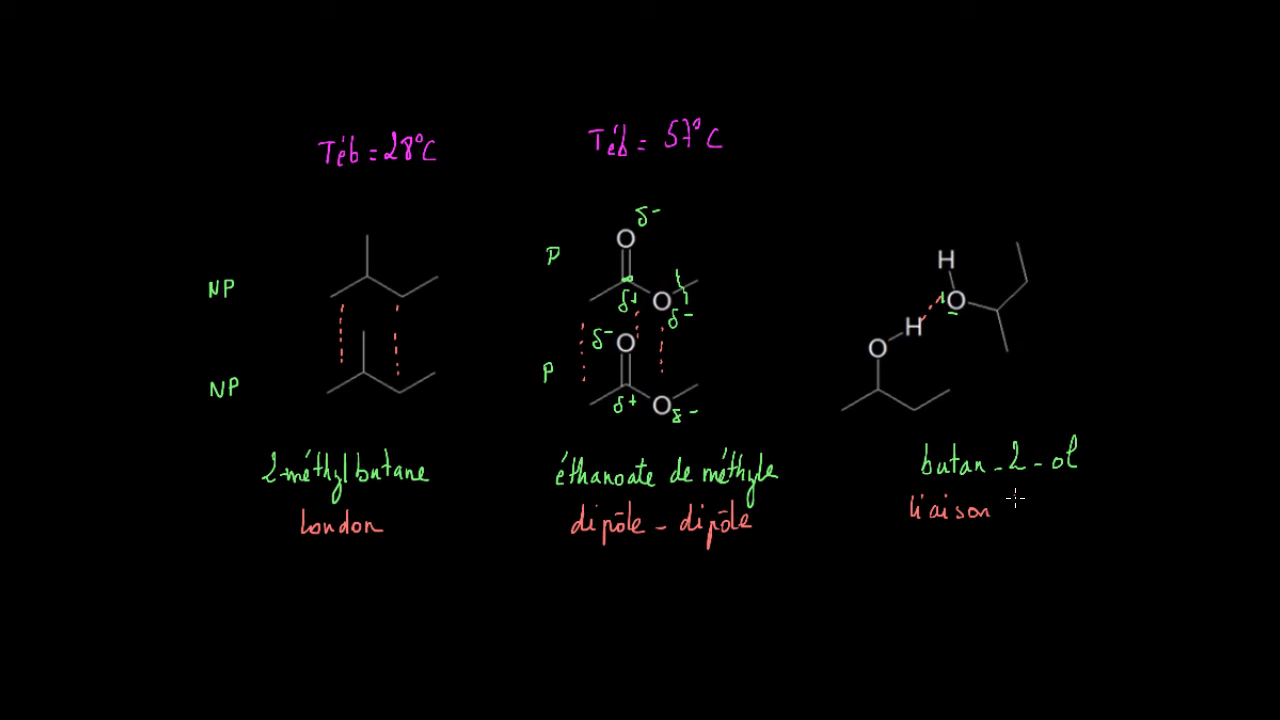 Téb = 28°C
Téb = 57°C
δ-
O
P
NP
δ+
O
δ-
H
O
H
δ-
O
O
P
NP
δ+
O
δ-
2-méthylbutane
éthanoate de méthyle
butan-2-ol
London
dipôle - dipôle
liaison